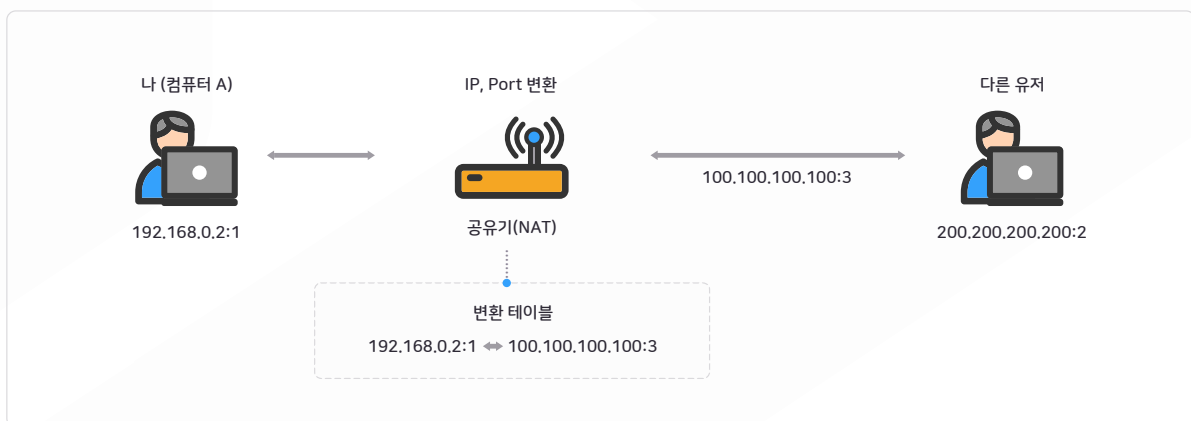 나 (컴퓨터 A)
IP, Port 변환
다른 유저
100.100.100.100:3
192.168.0.2:1
공유기(NAT)
200.200.200.200:2
변환 테이블
192.168.0.2:1 ⇔ 100.100.100.100:3